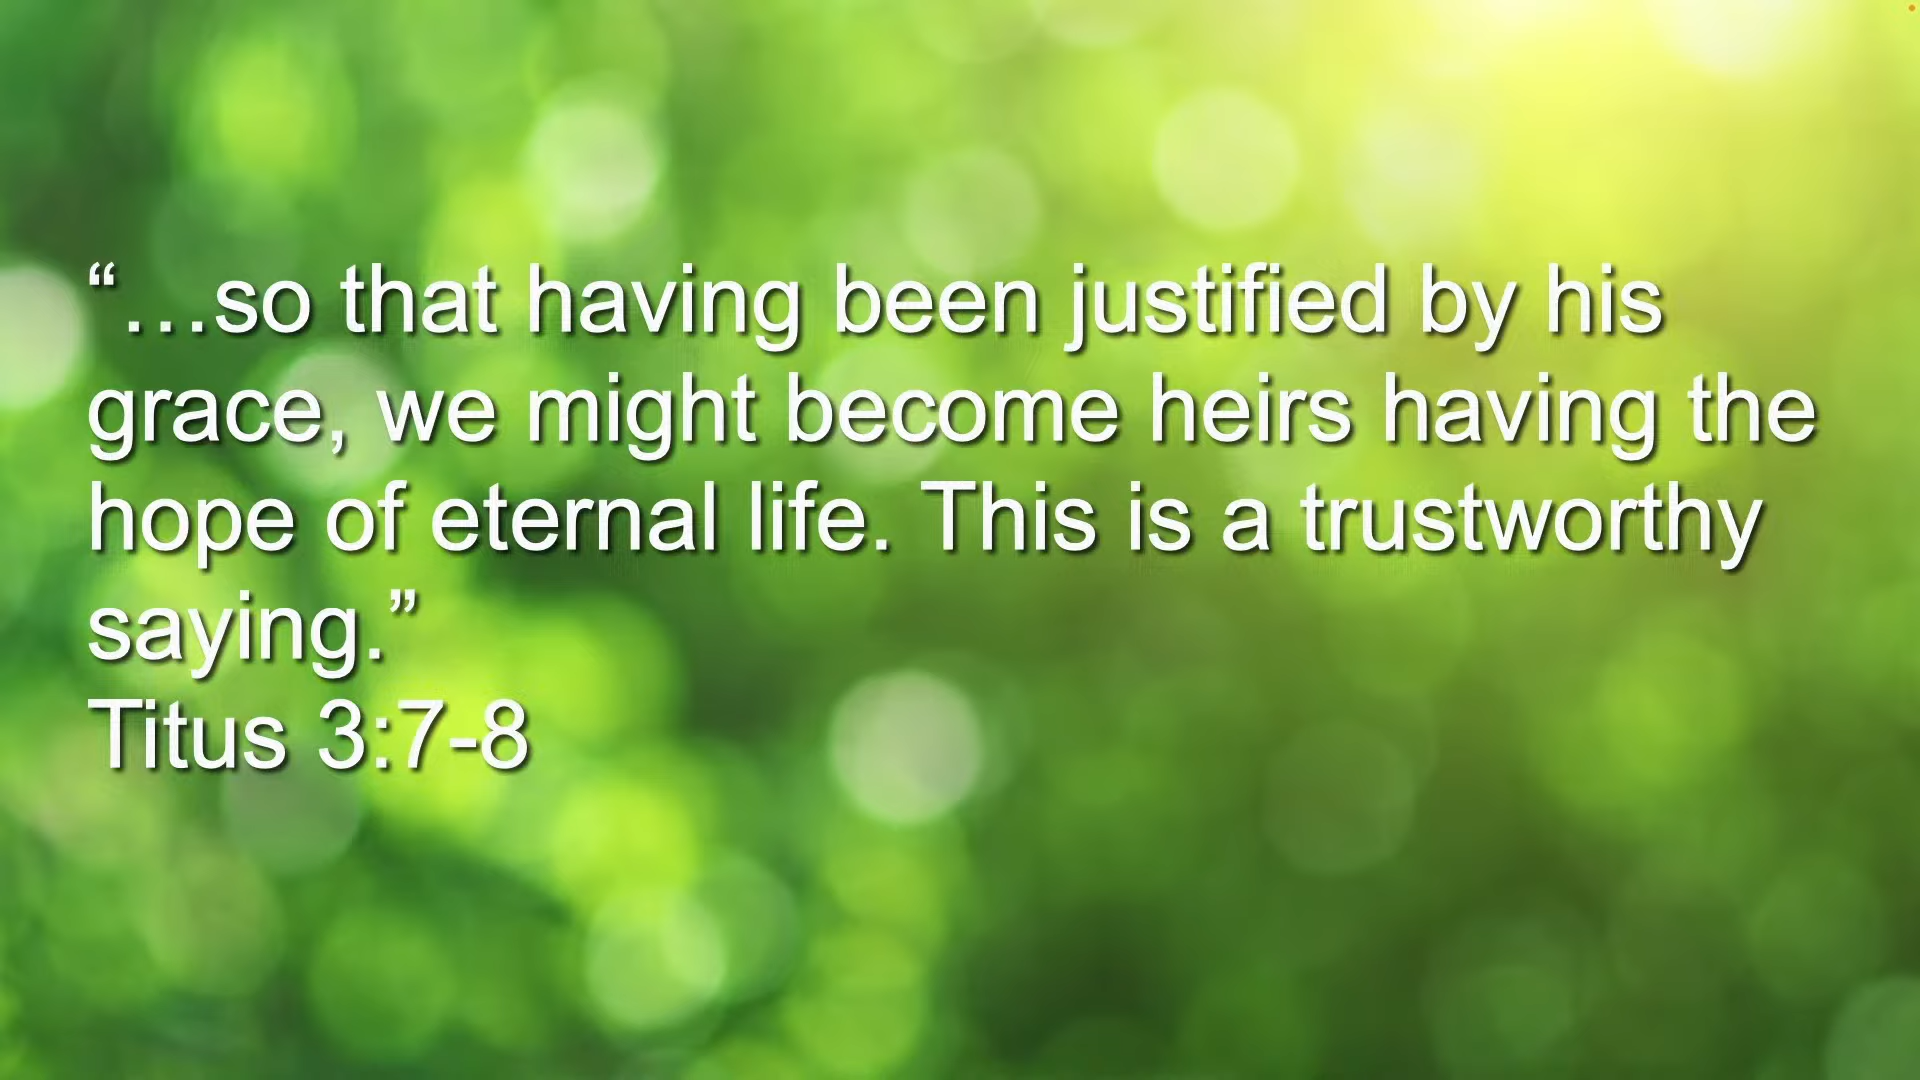 “…so that having been justified by his
grace, we might become heirs having the
hope of eternal life. This is a trustworthy
saying.”
Titus 3:7-8